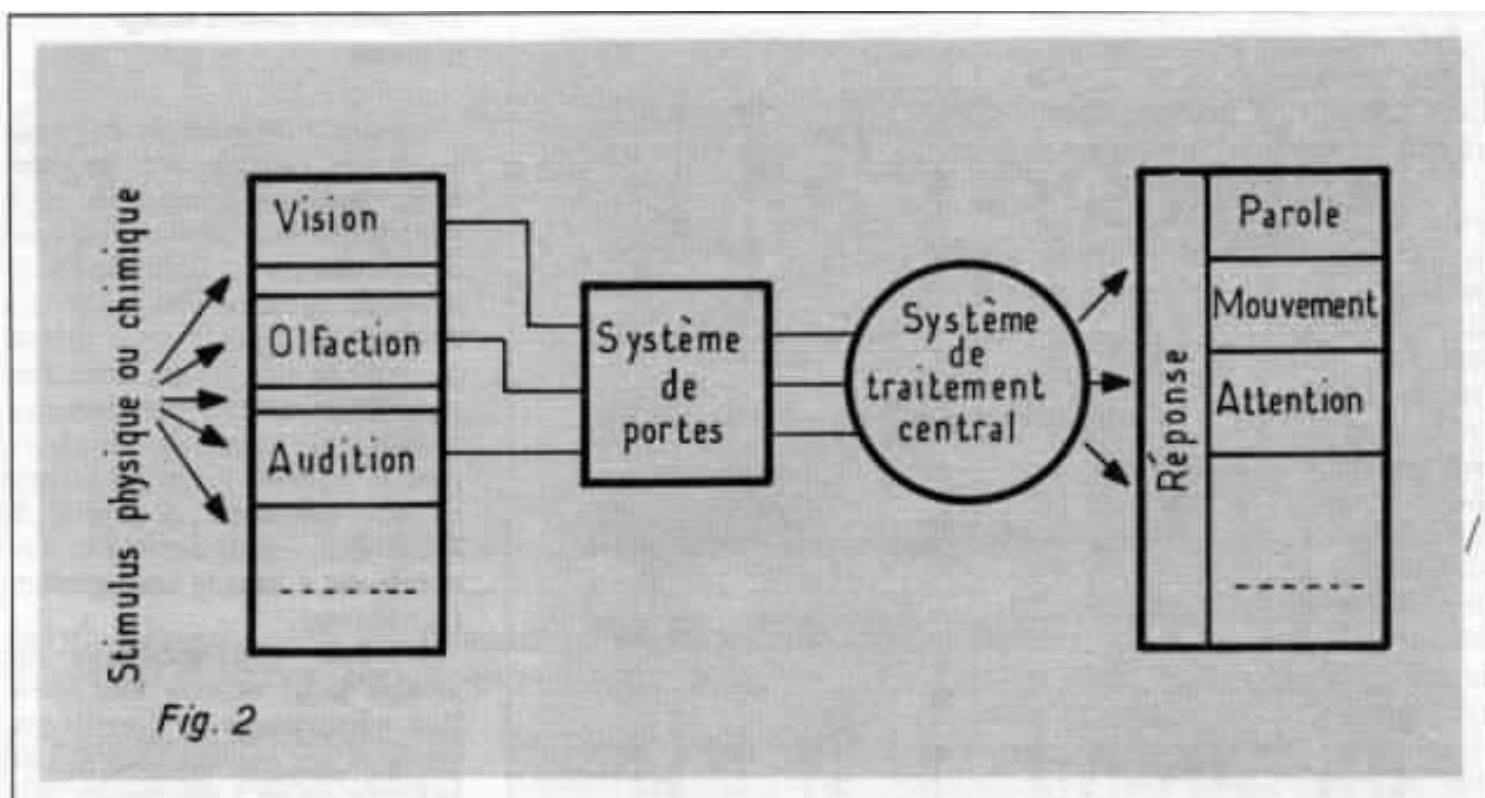 Stimulus physique ou chimique
Vision
Olfaction
Audition
Système
de
portes
Système
de
traitement
central
Réponse
Parole
Mouvement
Attention
Fig. 2